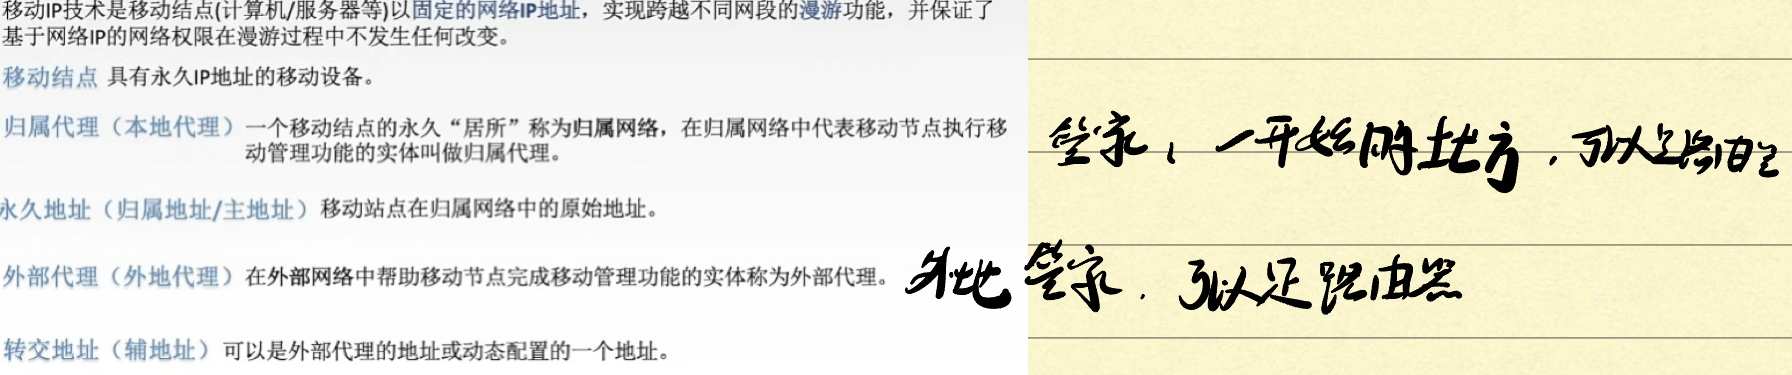 移动IP技术是移动结点(计算机/服务器等)以固定的网络IP地址，实现跨越不同网段的漫游功能，并保证了
基于网络IP的网络权限在漫游过程中不发生任何改变。
移动结点 具有永久IP地址的移动设备。
归属代理（本地代理）一个移动结点的永久“居所”称为归属网络，在归属网络中代表移动节点执行移
动管理功能的实体叫做归属代理。
管家，一开始的地方，可以是路由器
永久地址（归属地址/主地址）移动站点在归属网络中的原始地址。
外部代理（外地代理）在外部网络中帮助移动节点完成移动管理功能的实体称为外部代理。 外地管家．可以是路由器
转交地址（辅地址）可以是外部代理的地址或动态配置的一个地址。